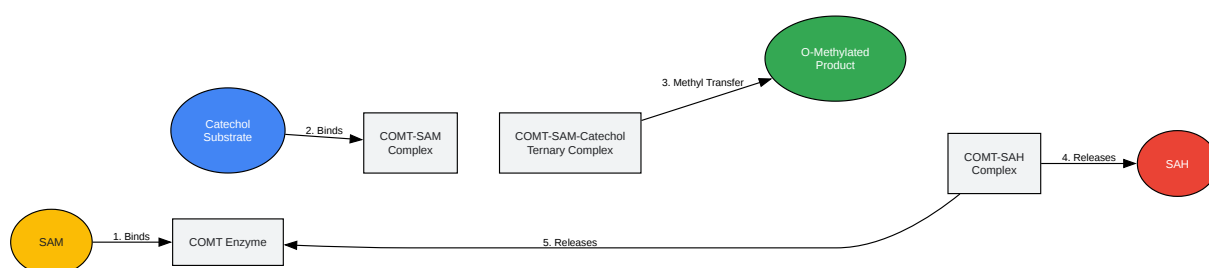 O-Methylated
Product
3. Methyl Transfer
Catechol
Substrate
2. Binds
COMT-SAM
Complex
COMT-SAM-Catechol
Ternary Complex
COMT-SAH
Complex
4. Releases
SAH
SAM
1. Binds
COMT Enzyme
5. Releases